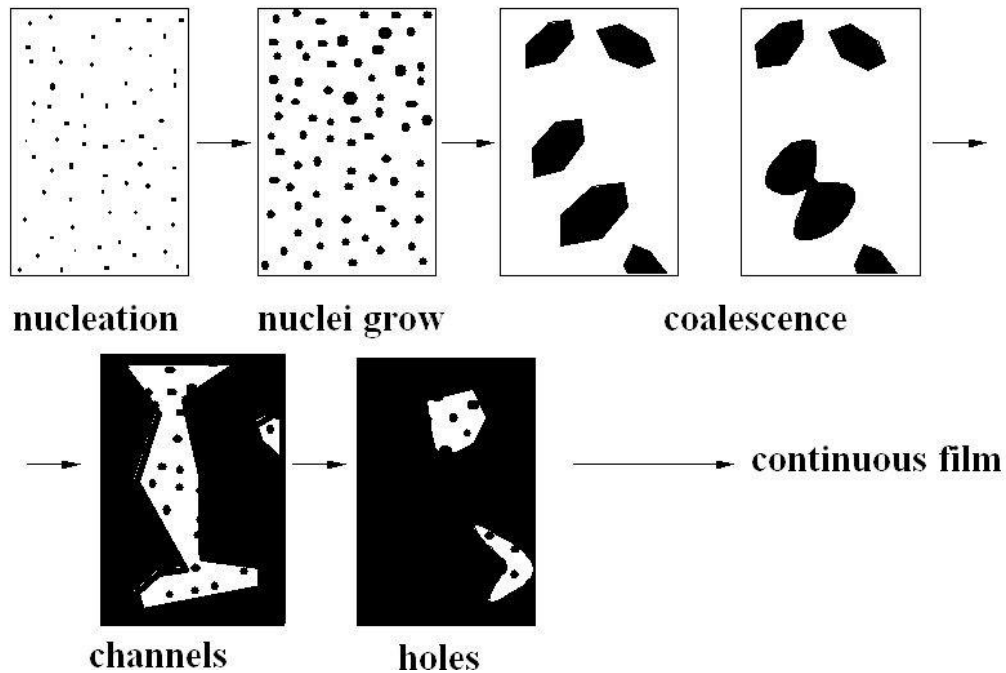 nucleation
nuclei grow
coalescence
channels
holes
continuous film